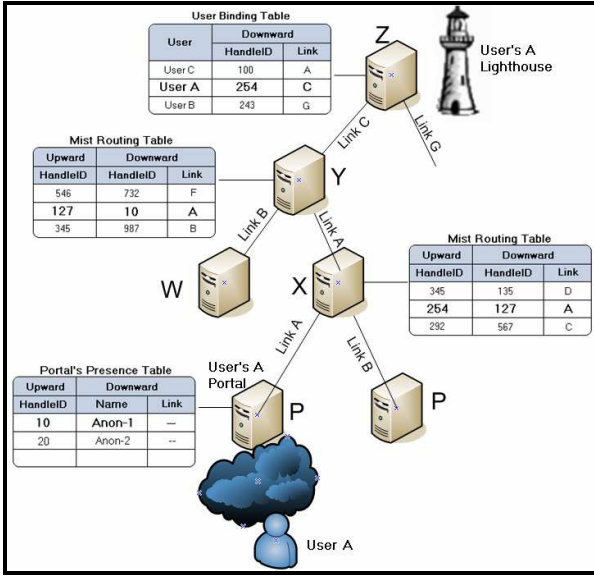 User Binding Table
User Downward
HandleID Link
User C 100 A
User A 254 C
User B 243 G
Z
User's A
Lighthouse
Link C
Link G
Mist Routing Table
Upward Downward
HandleID HandleID Link
546 732 F
127 10 A
345 987 B
Y
Link B
Link A
W
X
Mist Routing Table
Upward Downward
HandleID HandleID Link
345 135 D
254 127 A
292 567 C
Link A
Link B
Portal's Presence Table
Upward Downward
HandleID Name Link
10 Anon-1 —
20 Anon-2 --
User's A
Portal
P
P
User A